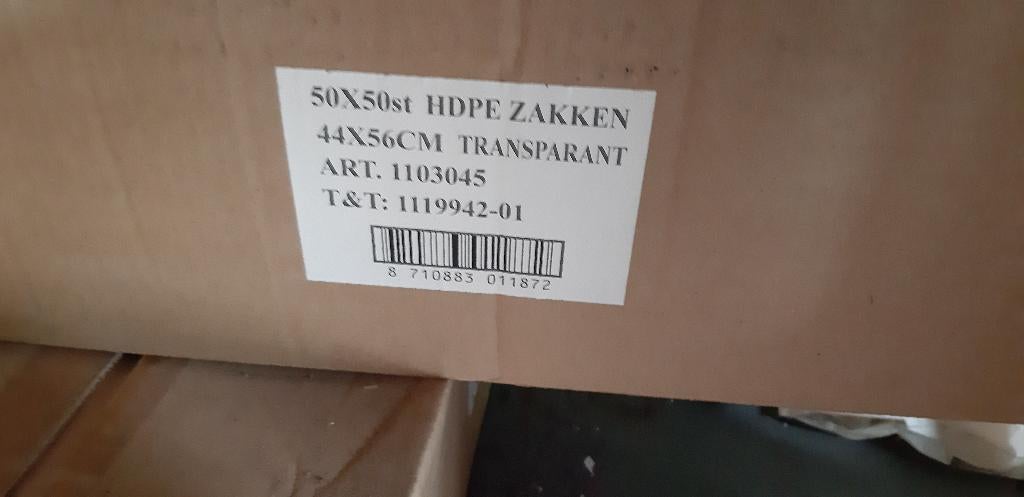 50X50st HDPE ZAKKEN
44X56CM TRANSPARANT
ART. 1103045
T&T: 1119942-01
8 710883 011872